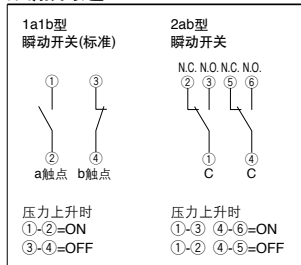 1a1b型
瞬动开关(标准)
① ③
② ④
a触点 b触点
压力上升时
①-②=ON
③-④=OFF
2ab型
瞬动开关
N.C. N.O. N.C. N.O.
② ③ ⑤ ⑥
① ④
C C
压力上升时
①-③ ④-⑥=ON
①-② ④-⑤=OFF